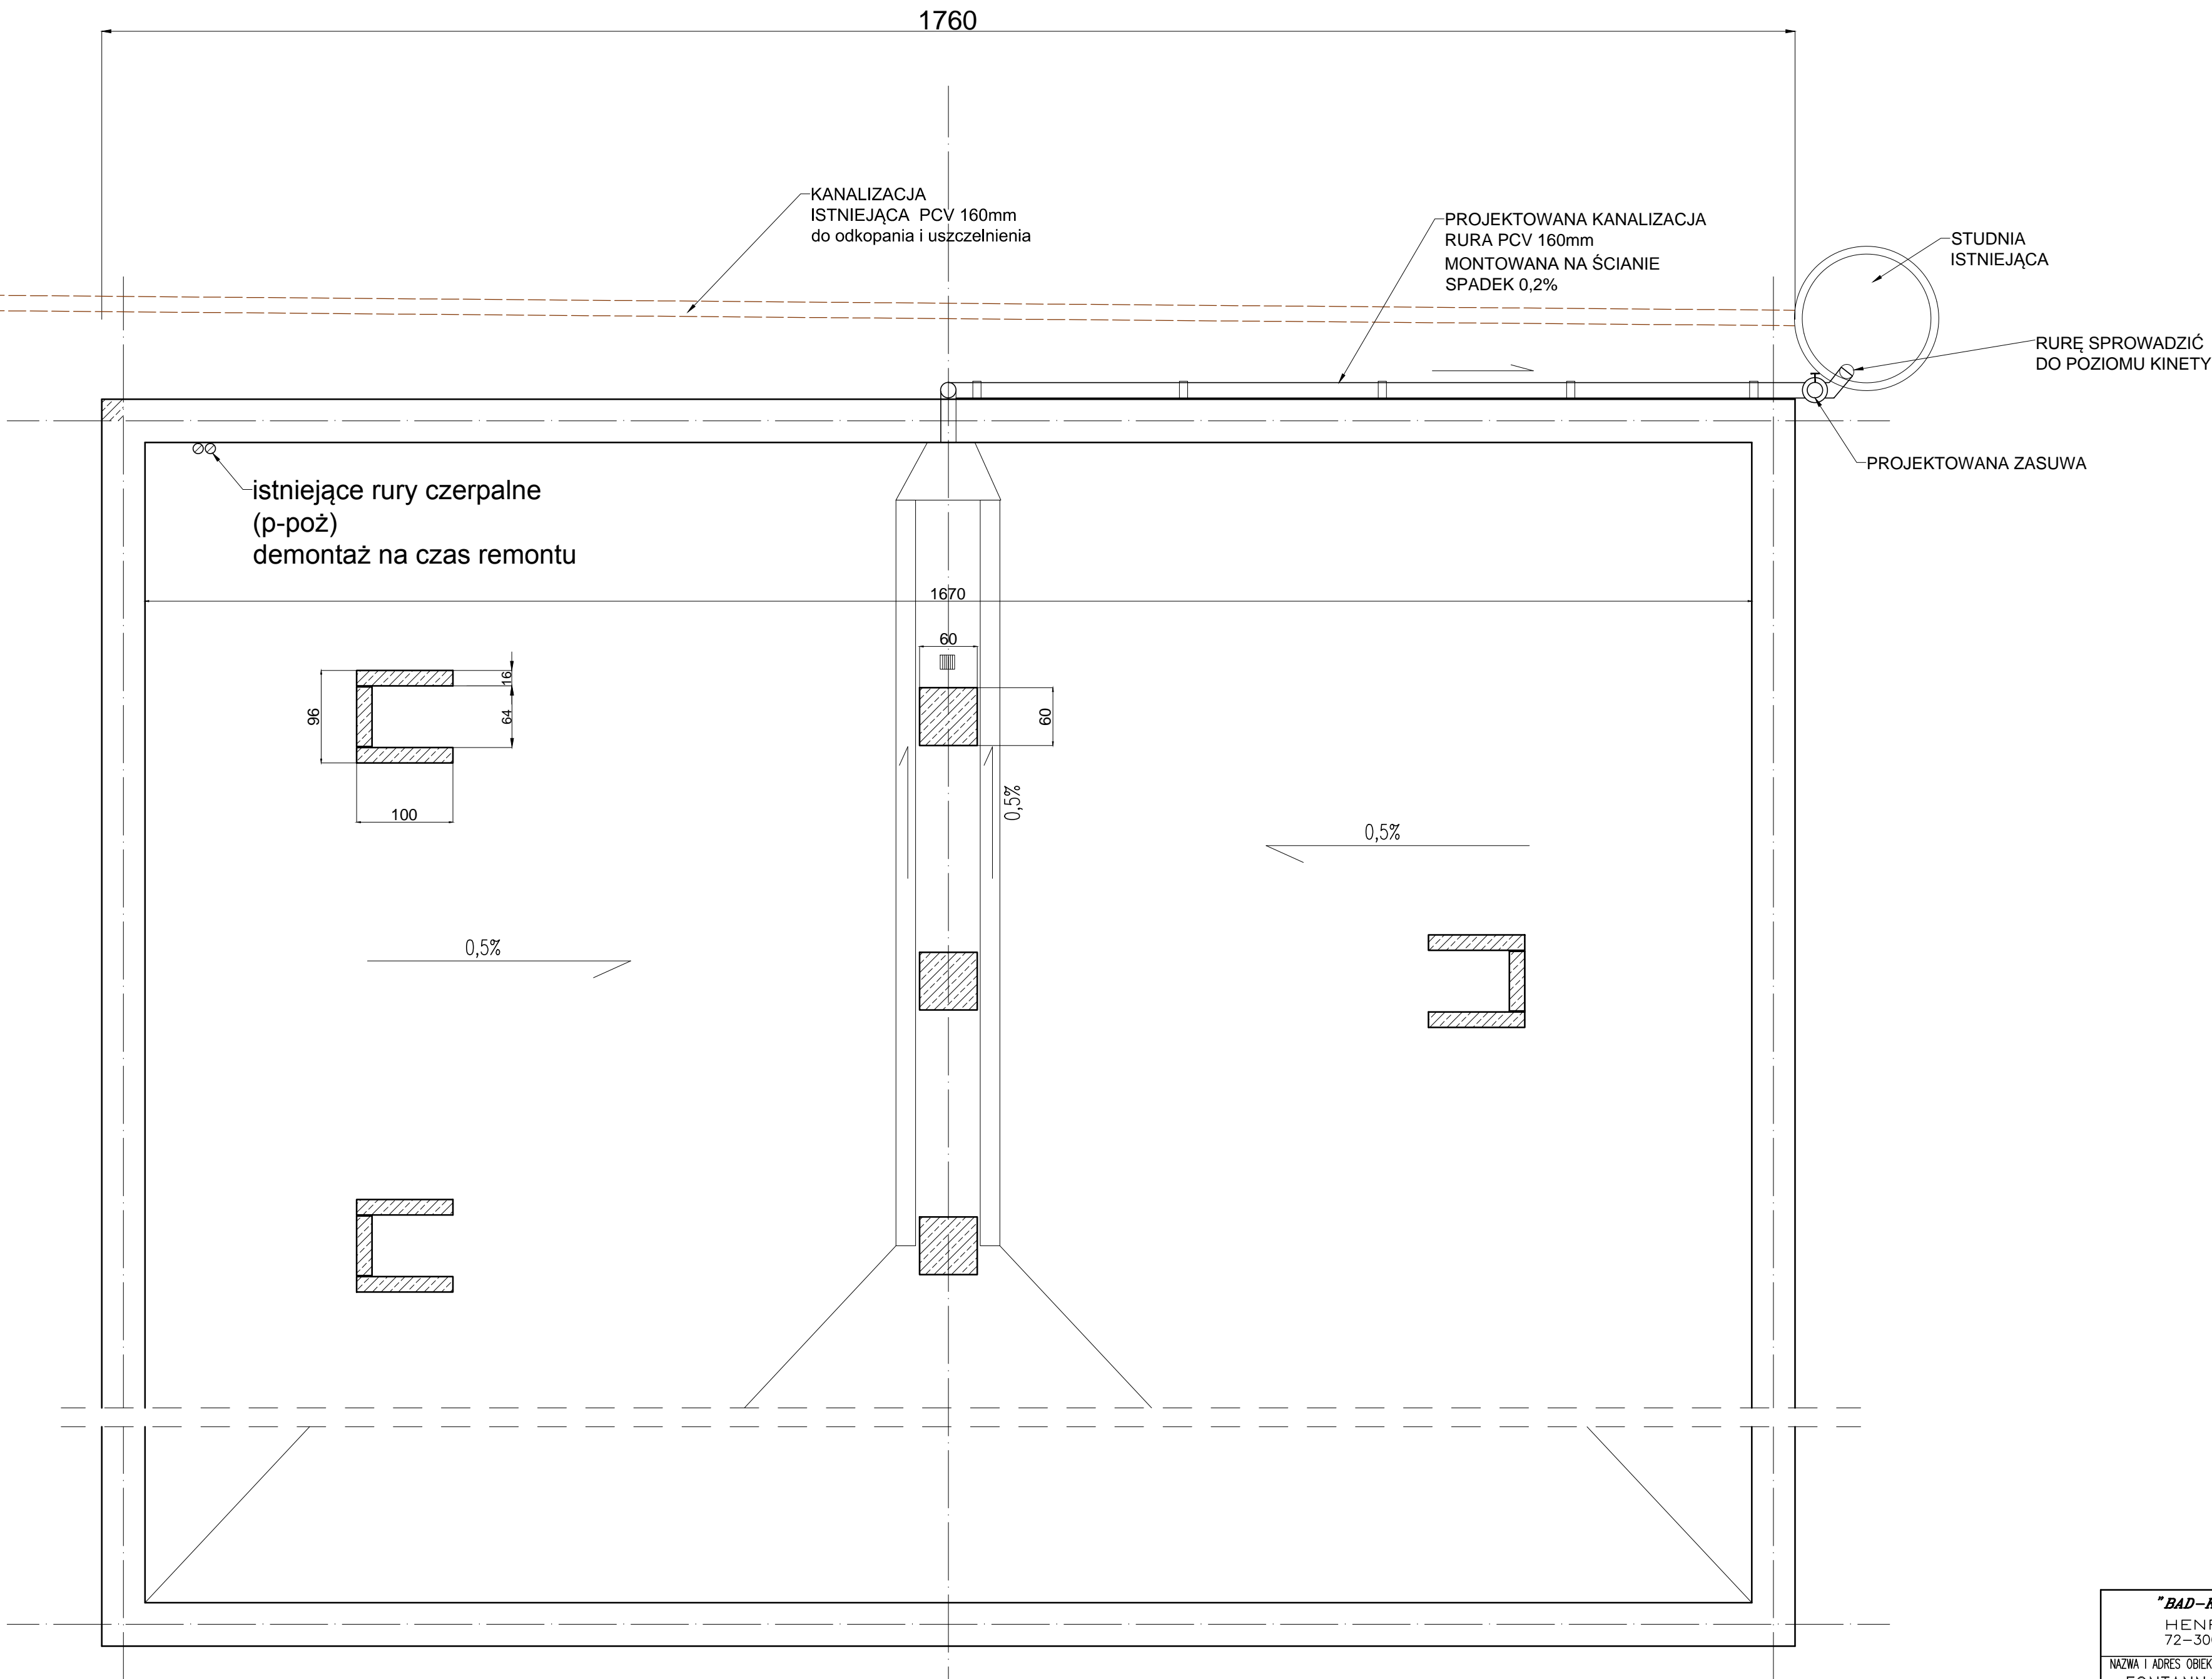 1760
KANALIZACJA
ISTNIEJĄCA PCV 160mm
do odkopania i uszczelnienia
PROJEKTOWANA KANALIZACJA
RURA PCV 160mm
MONTOWANA NA ŚCIANIE
SPADEK 0,2%
STUDNIA
ISTNIEJĄCA
RURĘ SPROWADZIĆ
DO POZIOMU KINETY
PROJEKTOWANA ZASUWA
istniejące rury czerpalne
(p-poż)
demontaż na czas remontu
1670
60
16
96
64
60
100
0,5%
0,5%
0,5%
"BAD-
72-30
NAZWA I ADRES